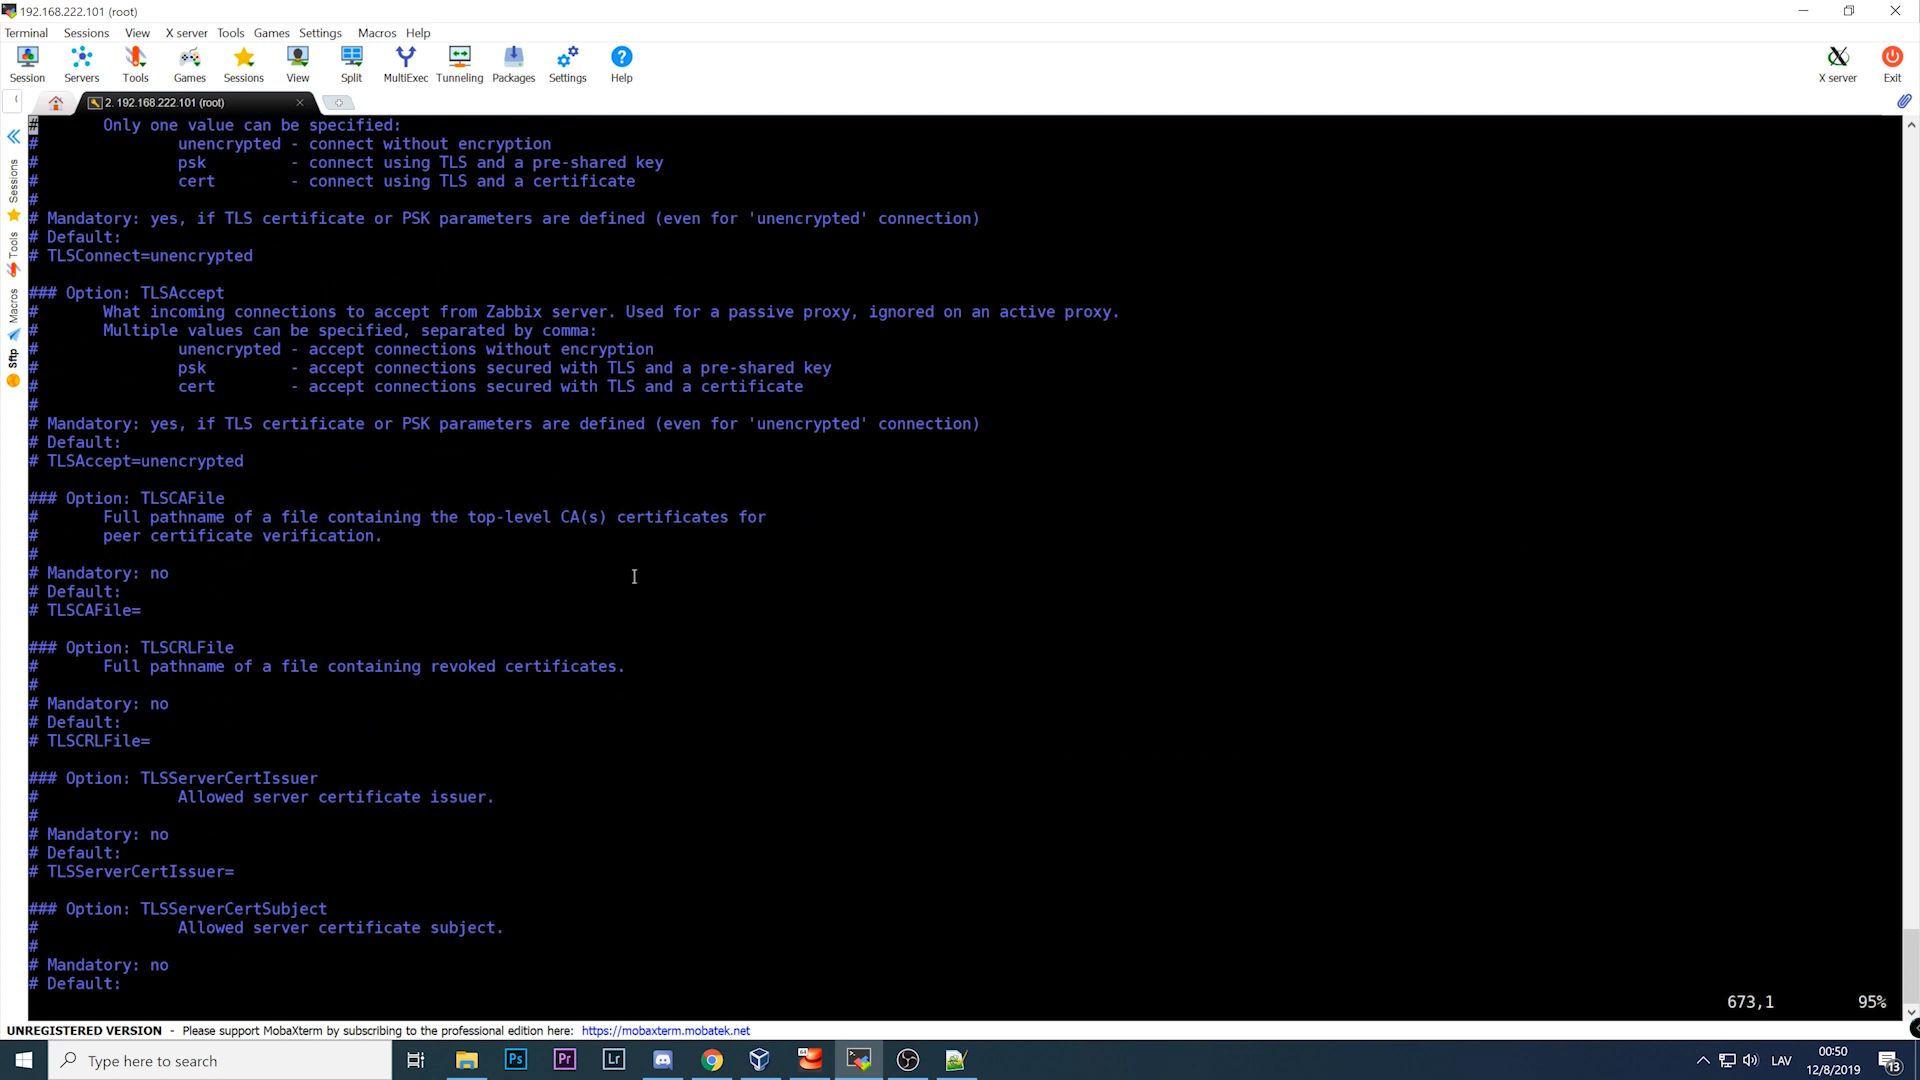 192.168.222.101 (root)
Terminal Sessions View X server Tools Games Settings Macros Help
Session Servers Tools Games Sessions View Split MultiExec Tunneling Packages Settings Help X server Exit
2. 192.168.222.101 (root)
Sessions
Tools
Macros
Sftp
#       Only one value can be specified:
#               unencrypted - connect without encryption
#               psk         - connect using TLS and a pre-shared key
#               cert        - connect using TLS and a certificate
#
# Mandatory: yes, if TLS certificate or PSK parameters are defined (even for 'unencrypted' connection)
# Default:
# TLSConnect=unencrypted
### Option: TLSAccept
#       What incoming connections to accept from Zabbix server. Used for a passive proxy, ignored on an active proxy.
#       Multiple values can be specified, separated by comma:
#               unencrypted - accept connections without encryption
#               psk         - accept connections secured with TLS and a pre-shared key
#               cert        - accept connections secured with TLS and a certificate
#
# Mandatory: yes, if TLS certificate or PSK parameters are defined (even for 'unencrypted' connection)
# Default:
# TLSAccept=unencrypted
### Option: TLSCAFile
#       Full pathname of a file containing the top-level CA(s) certificates for
#       peer certificate verification.
#
# Mandatory: no
# Default:
# TLSCAFile=
### Option: TLSCRLFile
#       Full pathname of a file containing revoked certificates.
#
# Mandatory: no
# Default:
# TLSCRLFile=
### Option: TLSServerCertIssuer
#               Allowed server certificate issuer.
#
# Mandatory: no
# Default:
# TLSServerCertIssuer=
### Option: TLSServerCertSubject
#               Allowed server certificate subject.
#
# Mandatory: no
# Default:
673,1 95%
UNREGISTERED VERSION - Please support MobaXterm by subscribing to the professional edition here: https://mobaxterm.mobatek.net
Type here to search
Ps Pr Lr 64
LAV
00:50
12/8/2019
13